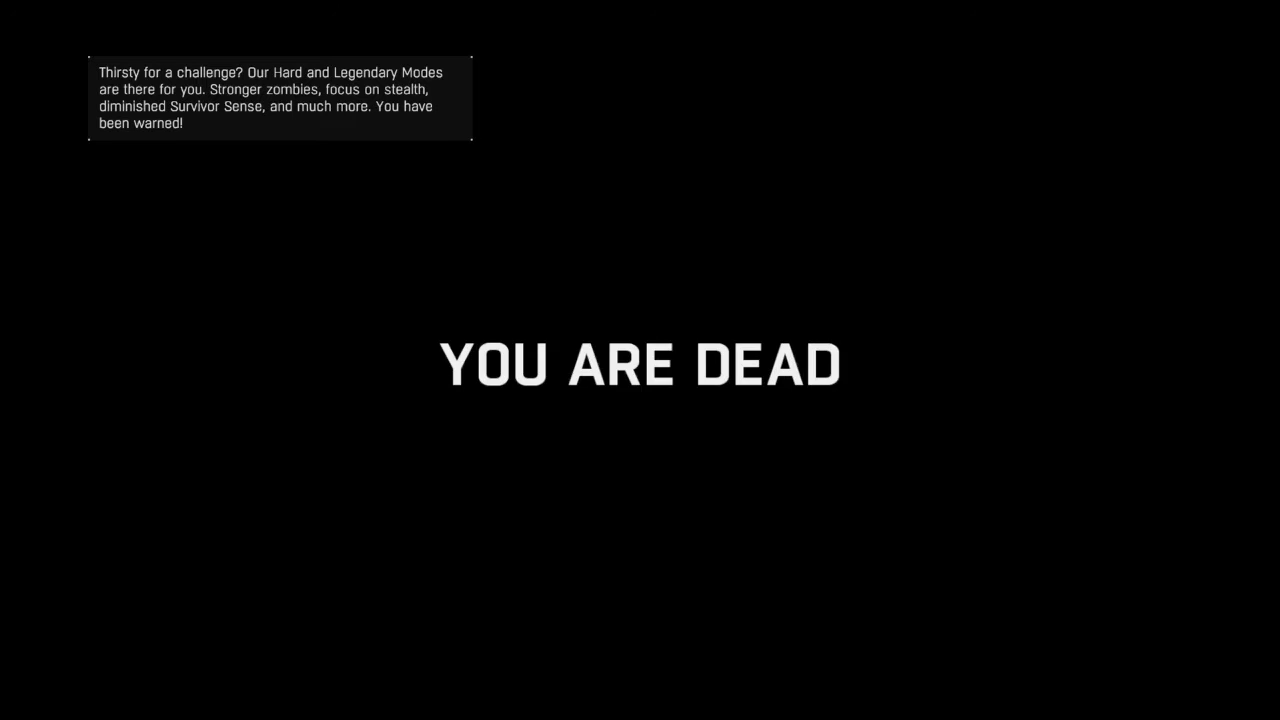 Thirsty for a challenge? Our Hard and Legendary Modes
are there for you. Stronger zombies, focus on stealth,
diminished Survivor Sense, and much more. You have
been warned!
YOU ARE DEAD